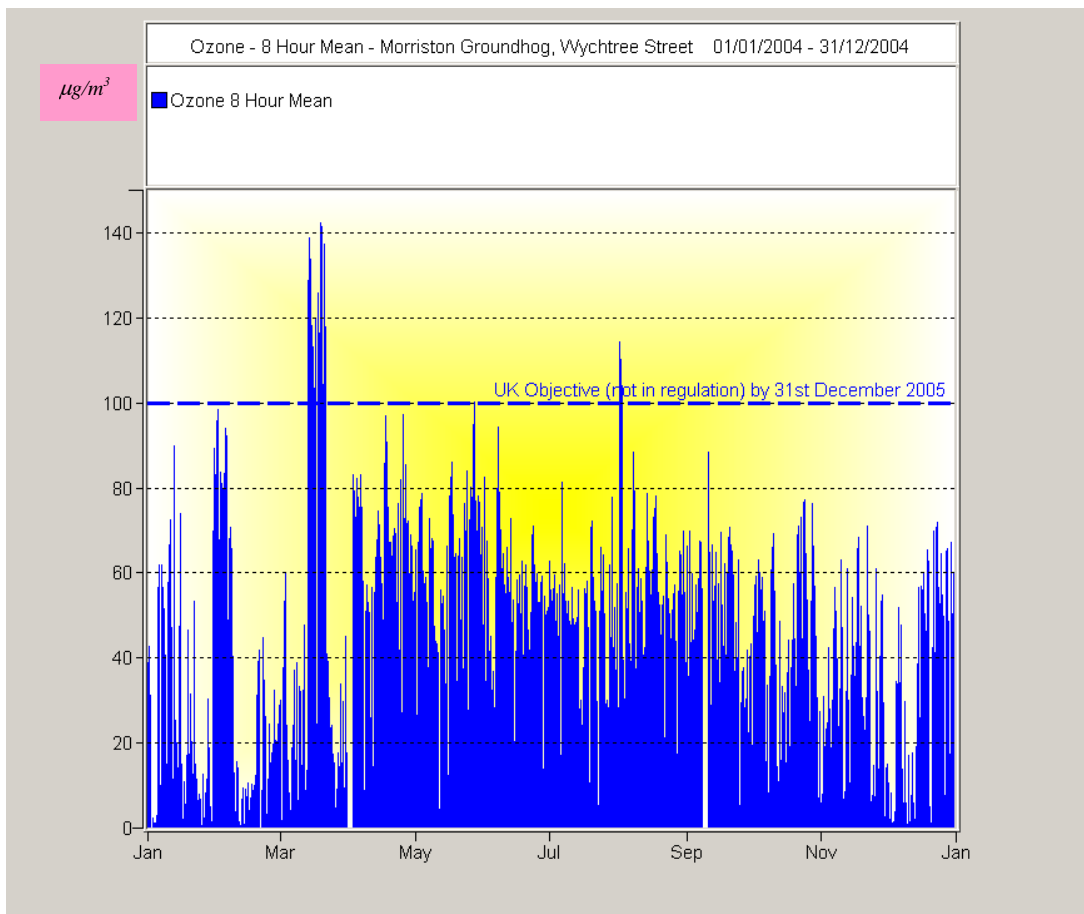 Ozone - 8 Hour Mean - Morriston Groundhog, Wychtree Street 01/01/2004 - 31/12/2004
μg/m³
Ozone 8 Hour Mean
140
120
UK Objective (not in regulation) by 31st December 2005
100
80
60
40
20
0
Jan Mar May Jul Sep Nov Jan